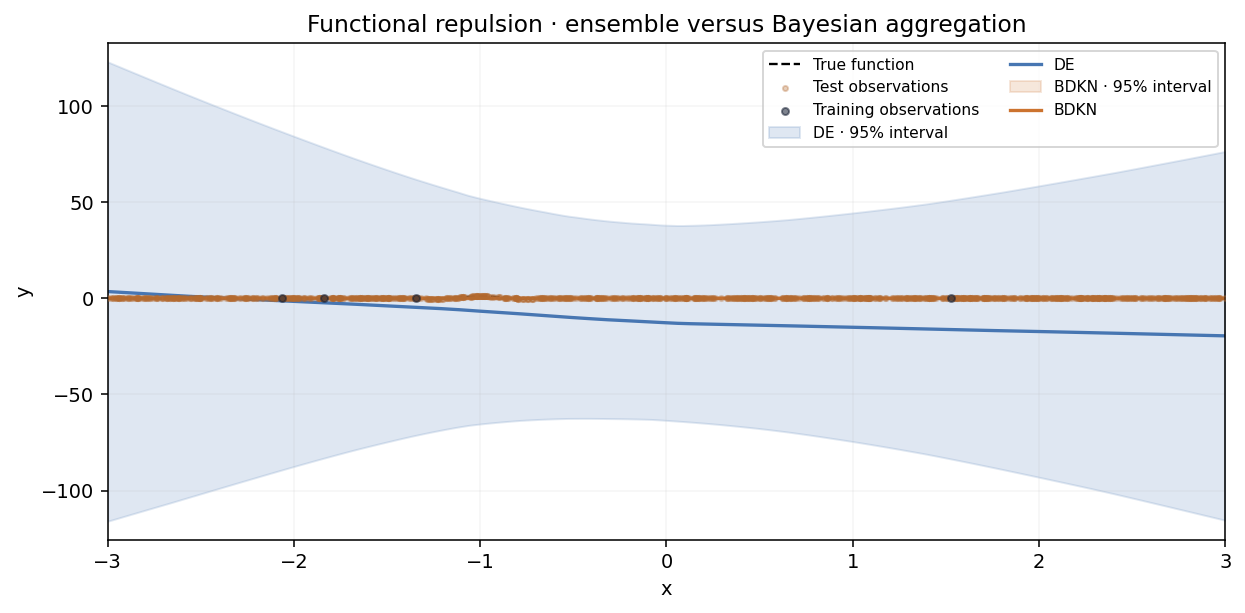 Functional repulsion · ensemble versus Bayesian aggregation
True function
Test observations
Training observations
DE · 95% interval
DE
BDKN · 95% interval
BDKN
y
100
50
0
−50
−100
−3
−2
−1
0
1
2
3
x